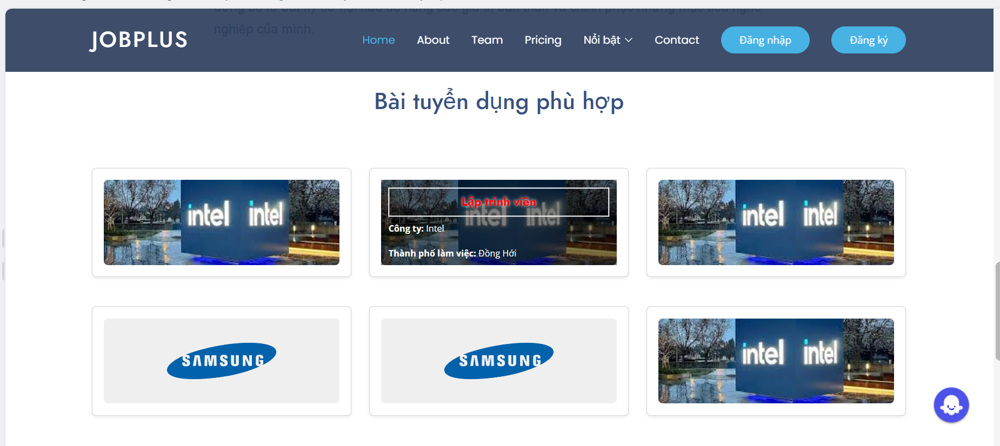 nghiệp của mình.
JOBPLUS
Home
About
Team
Pricing
Nổi bật
Contact
Đăng nhập
Đăng ký
Bài tuyển dụng phù hợp
intel intel
Lập trình viên
intel intel
Công ty: Intel
Thành phố làm việc: Đồng Hới
intel intel
SAMSUNG
SAMSUNG
intel intel